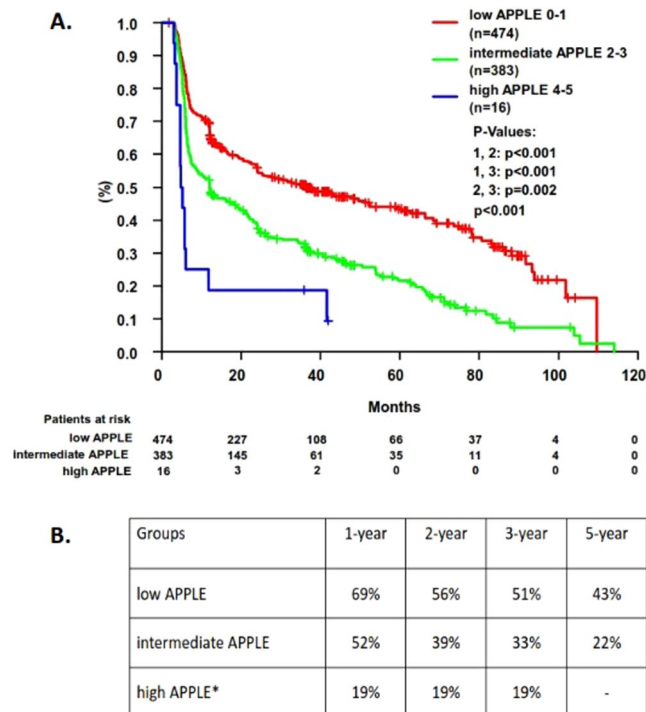 A.
low APPLE 0-1
(n=474)
intermediate APPLE 2-3
(n=383)
high APPLE 4-5
(n=16)
P-Values:
1, 2: p<0.001
1, 3: p<0.001
2, 3: p=0.002
p<0.001
(%)
1.0
0.9
0.8
0.7
0.6
0.5
0.4
0.3
0.2
0.1
0.0
0 20 40 60 80 100 120
Months
Patients at risk
low APPLE 474 227 108 66 37 4 0
intermediate APPLE 383 145 61 35 11 4 0
high APPLE 16 3 2 0 0 0 0
B.
Groups 1-year 2-year 3-year 5-year
low APPLE 69% 56% 51% 43%
intermediate APPLE 52% 39% 33% 22%
high APPLE* 19% 19% 19% -